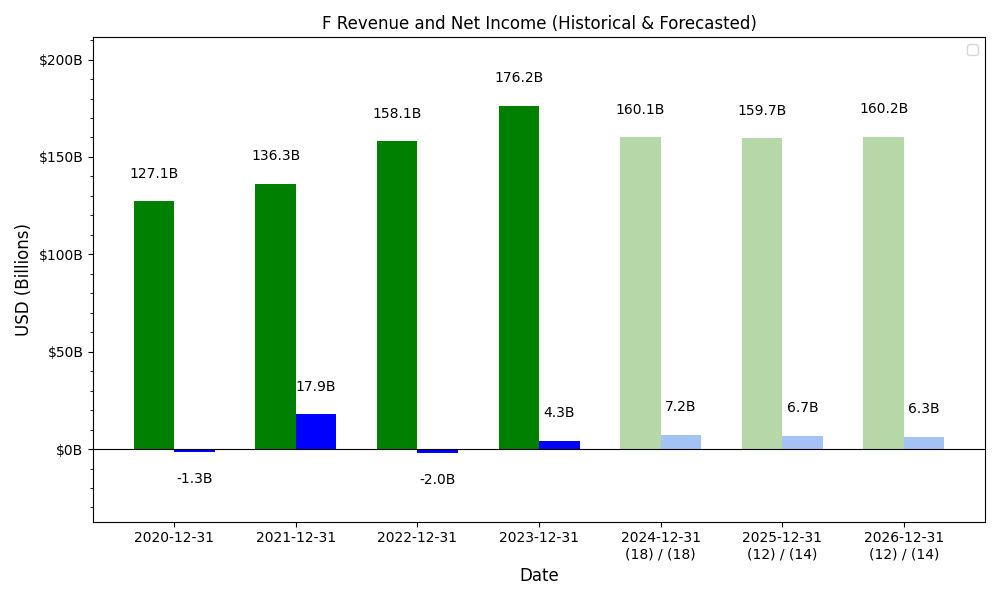 F Revenue and Net Income (Historical & Forecasted)
$200B
$150B
$100B
$50B
$0B
USD (Billions)
127.1B
136.3B
158.1B
176.2B
160.1B
159.7B
160.2B
-1.3B
17.9B
-2.0B
4.3B
7.2B
6.7B
6.3B
2020-12-31
2021-12-31
2022-12-31
2023-12-31
2024-12-31
(18) / (18)
2025-12-31
(12) / (14)
2026-12-31
(12) / (14)
Date